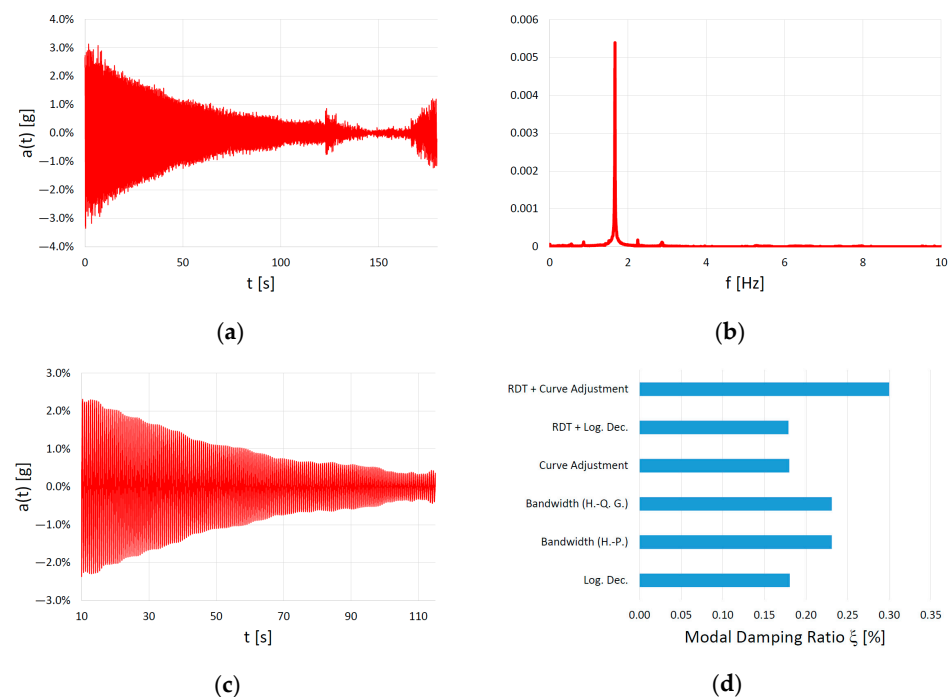 4.0%
3.0%
2.0%
1.0%
0.0%
—1.0%
—2.0%
—3.0%
—4.0%
a(t) [g]
0 50 100 150
t [s]
(a)
0.006
0.005
0.004
0.003
0.002
0.001
0
0 2 4 6 8 10
f [Hz]
(b)
3.0%
2.0%
1.0%
0.0%
—1.0%
—2.0%
—3.0%
a(t) [g]
10 30 50 70 90 110
t [s]
(c)
RDT + Curve Adjustment
RDT + Log. Dec.
Curve Adjustment
Bandwidth (H.-Q. G.)
Bandwidth (H.-P.)
Log. Dec.
0.00 0.05 0.10 0.15 0.20 0.25 0.30 0.35
Modal Damping Ratio ξ [%]
(d)